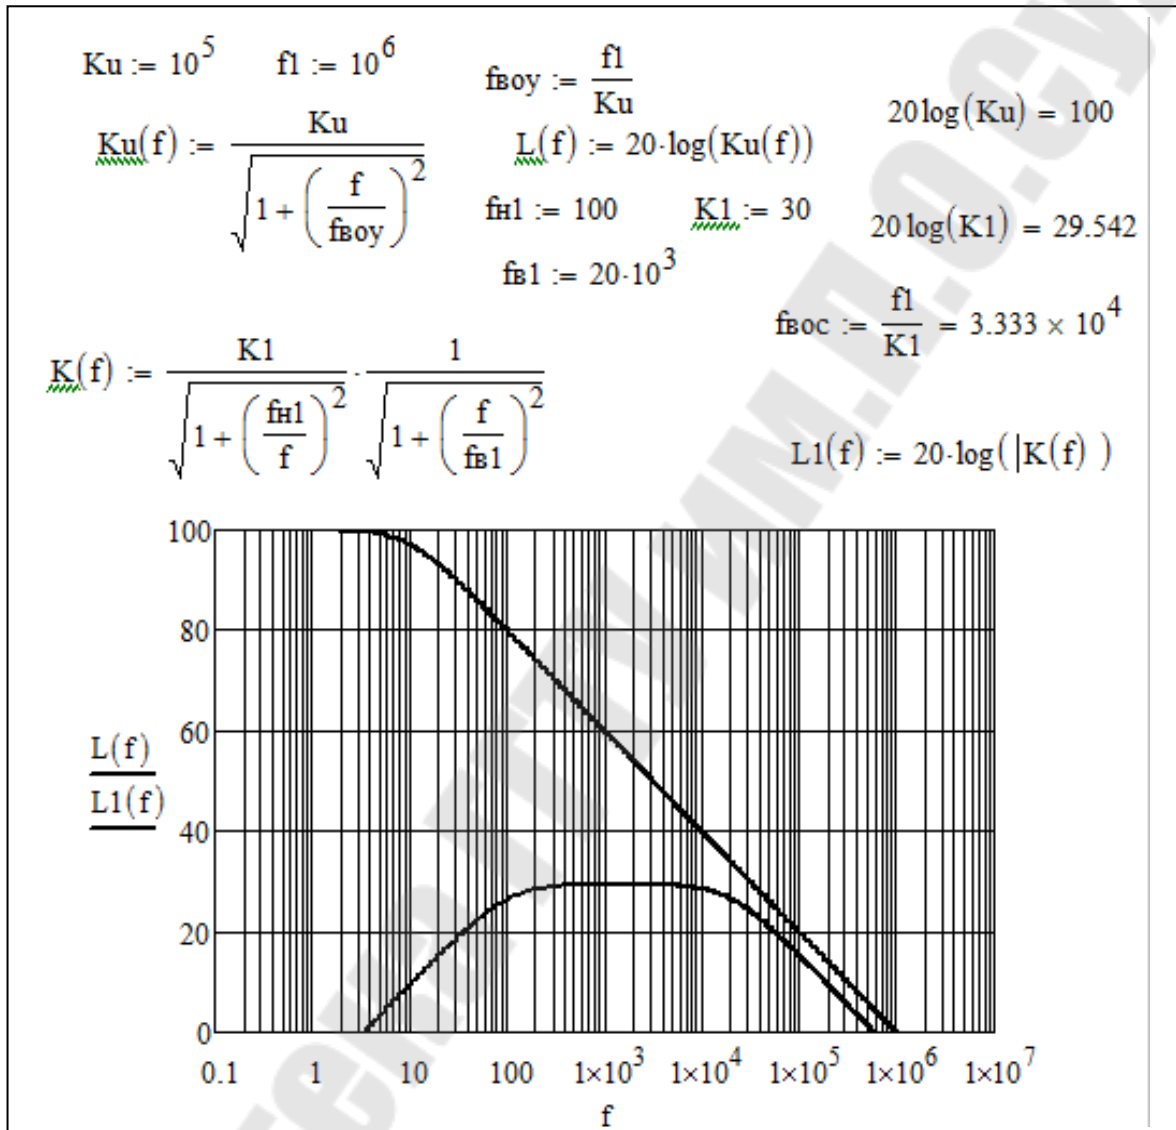 Ku := 10^5 f1 := 10^6 fвоу := f1/Ku 20log(Ku) = 100
Ku(f) := Ku/√(1 + (f/fвоу)^2) L(f) := 20·log(Ku(f))
fн1 := 100 K1 := 30 20log(K1) = 29.542
fв1 := 20·10^3
fвос := f1/K1 = 3.333 × 10^4
K(f) := K1/√(1 + (fн1/f)^2) · 1/√(1 + (f/fв1)^2)
L1(f) := 20·log( |K(f) )
100
80
60
40
20
0
L(f)
L1(f)
0.1 1 10 100 1×10^3 1×10^4 1×10^5 1×10^6 1×10^7
f
тека ГГТУ им.П.О.Су